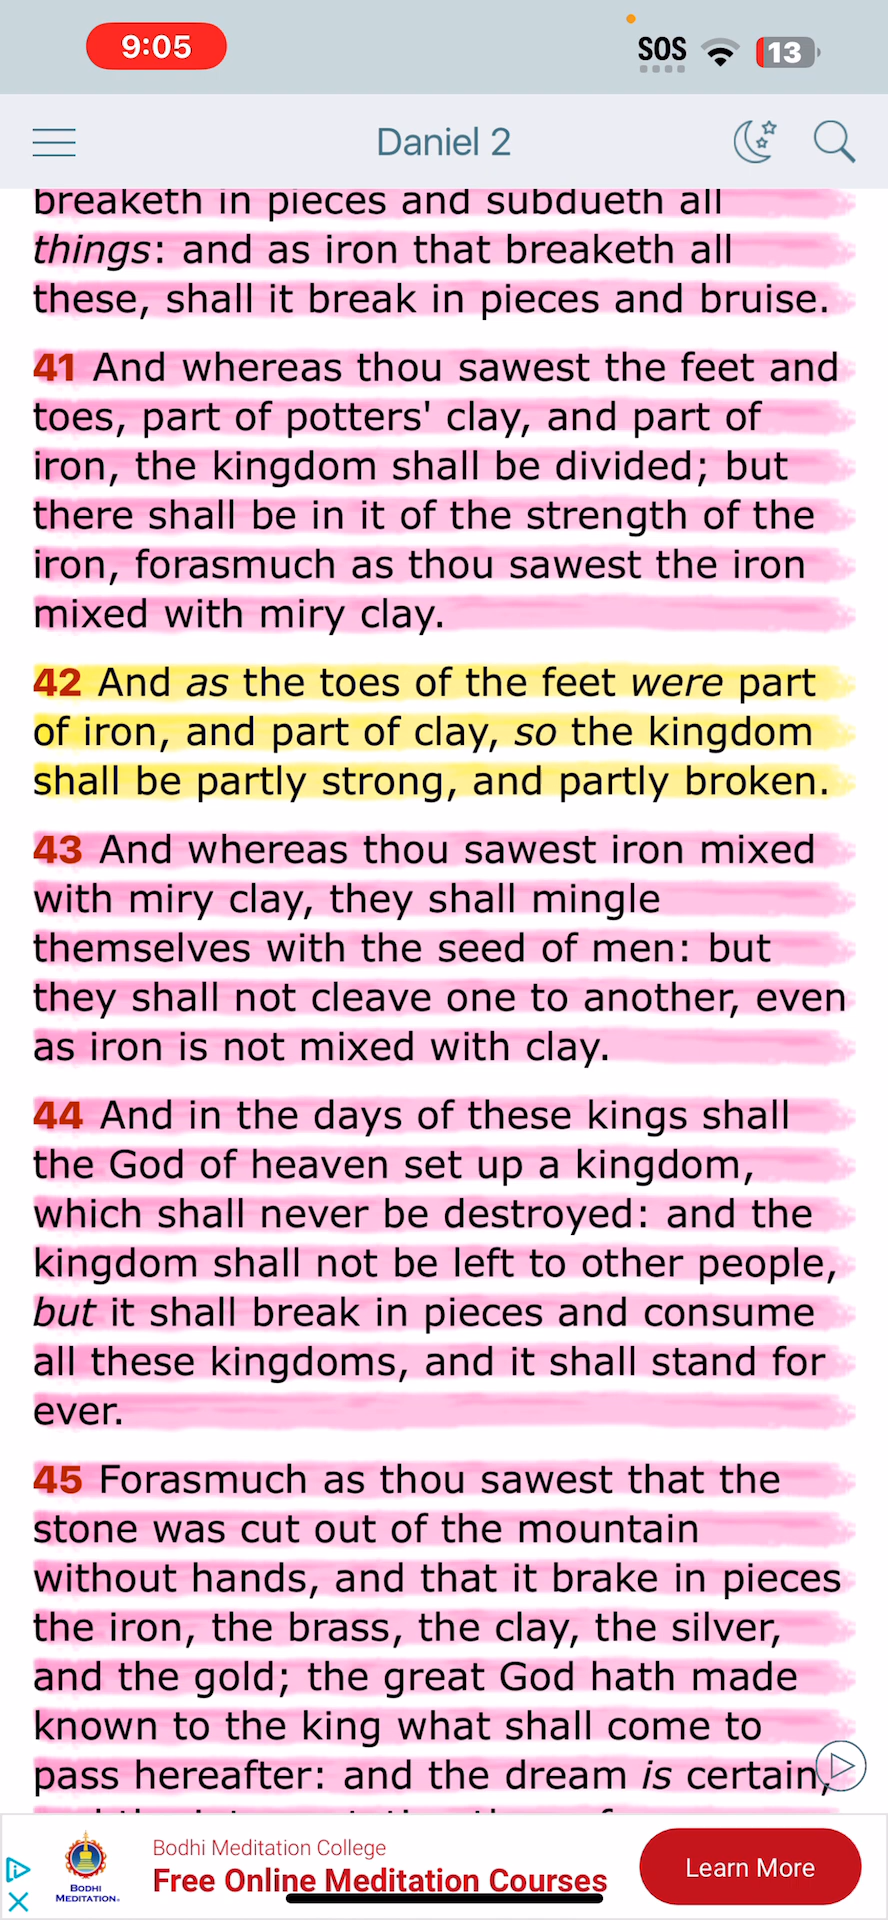 9:05
SOS
13
Daniel 2
breaketh in pieces and subdueth all
things: and as iron that breaketh all
these, shall it break in pieces and bruise.
41 And whereas thou sawest the feet and
toes, part of potters' clay, and part of
iron, the kingdom shall be divided; but
there shall be in it of the strength of the
iron, forasmuch as thou sawest the iron
mixed with miry clay.
42 And as the toes of the feet were part
of iron, and part of clay, so the kingdom
shall be partly strong, and partly broken.
43 And whereas thou sawest iron mixed
with miry clay, they shall mingle
themselves with the seed of men: but
they shall not cleave one to another, even
as iron is not mixed with clay.
44 And in the days of these kings shall
the God of heaven set up a kingdom,
which shall never be destroyed: and the
kingdom shall not be left to other people,
but it shall break in pieces and consume
all these kingdoms, and it shall stand for
ever.
45 Forasmuch as thou sawest that the
stone was cut out of the mountain
without hands, and that it brake in pieces
the iron, the brass, the clay, the silver,
and the gold; the great God hath made
known to the king what shall come to
pass hereafter: and the dream is certain,
Bodhi Meditation College
Free Online Meditation Courses
Learn More
BODHI
MEDITATION